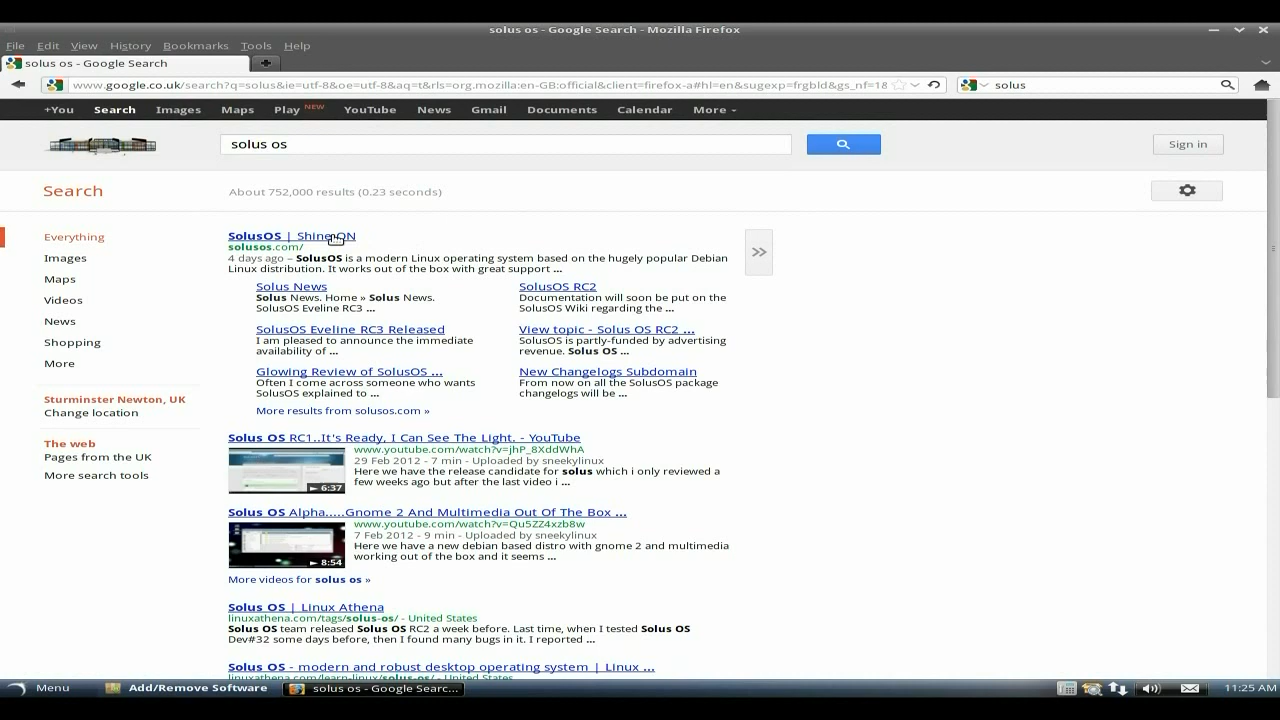 solus os - Google Search - Mozilla Firefox
File Edit View History Bookmarks Tools Help
solus os - Google Search
www.google.co.uk/search?q=solus&ie=utf-8&oe=utf-8&aq=t&rls=org.mozilla:en-GB:official&client=firefox-a#hl=en&sugexp=frgbld&gs_nf=18
solus
+You Search Images Maps Play NEW YouTube News Gmail Documents Calendar More
solus os
Sign in
Search
About 752,000 results (0.23 seconds)
Everything
Images
Maps
Videos
News
Shopping
More
Sturminster Newton, UK
Change location
The web
Pages from the UK
More search tools
SolusOS | Shine ON
solusos.com/
4 days ago – SolusOS is a modern Linux operating system based on the hugely popular Debian
Linux distribution. It works out of the box with great support ...
Solus News
Solus News. Home » Solus News.
SolusOS Eveline RC3 ...
SolusOS RC2
Documentation will soon be put on the
SolusOS Wiki regarding the ...
SolusOS Eveline RC3 Released
I am pleased to announce the immediate
availability of ...
View topic - Solus OS RC2 ...
SolusOS is partly-funded by advertising
revenue. Solus OS ...
Glowing Review of SolusOS ...
Often I come across someone who wants
SolusOS explained to ...
New Changelogs Subdomain
From now on all the SolusOS package
changelogs will be ...
More results from solusos.com »
Solus OS RC1..It's Ready, I Can See The Light. - YouTube
www.youtube.com/watch?v=jhP_8XddWhA
29 Feb 2012 - 7 min - Uploaded by sneekylinux
Here we have the release candidate for solus which i only reviewed a
few weeks ago but after the last video i ...
6:37
Solus OS Alpha.....Gnome 2 And Multimedia Out Of The Box ...
www.youtube.com/watch?v=Qu5ZZ4xzb8w
7 Feb 2012 - 9 min - Uploaded by sneekylinux
Here we have a new debian based distro with gnome 2 and multimedia
working out of the box and it seems ...
8:54
More videos for solus os »
Solus OS | Linux Athena
linuxathena.com/tags/solus-os/ - United States
Solus OS team released Solus OS RC2 a week before. Last time, when I tested Solus OS
Dev#32 some days before, then I found many bugs in it. I reported ...
Solus OS - modern and robust desktop operating system | Linux ...
linuxathena.com/learn-linux/solus-os/ - United States
Menu Add/Remove Software solus os - Google Searc... 11:25 AM